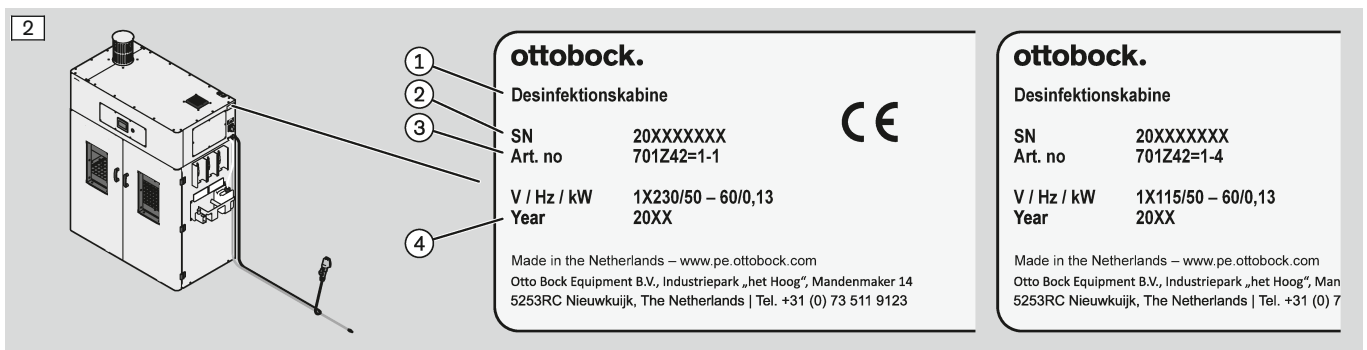 2
1
2
3
4
ottobock.
Desinfektionskabine
SN 20XXXXXXX
Art. no 701Z42=1-1
CE
V / Hz / kW 1X230/50 – 60/0,13
Year 20XX
Made in the Netherlands – www.pe.ottobock.com
Otto Bock Equipment B.V., Industriepark „het Hoog“, Mandenmaker 14
5253RC Nieuwkuijk, The Netherlands | Tel. +31 (0) 73 511 9123
ottobock.
Desinfektionskabine
SN 20XXXXXXX
Art. no 701Z42=1-4
V / Hz / kW 1X115/50 – 60/0,13
Year 20XX
Made in the Netherlands – www.pe.ottobock.com
Otto Bock Equipment B.V., Industriepark „het Hoog“, Man
5253RC Nieuwkuijk, The Netherlands | Tel. +31 (0) 7